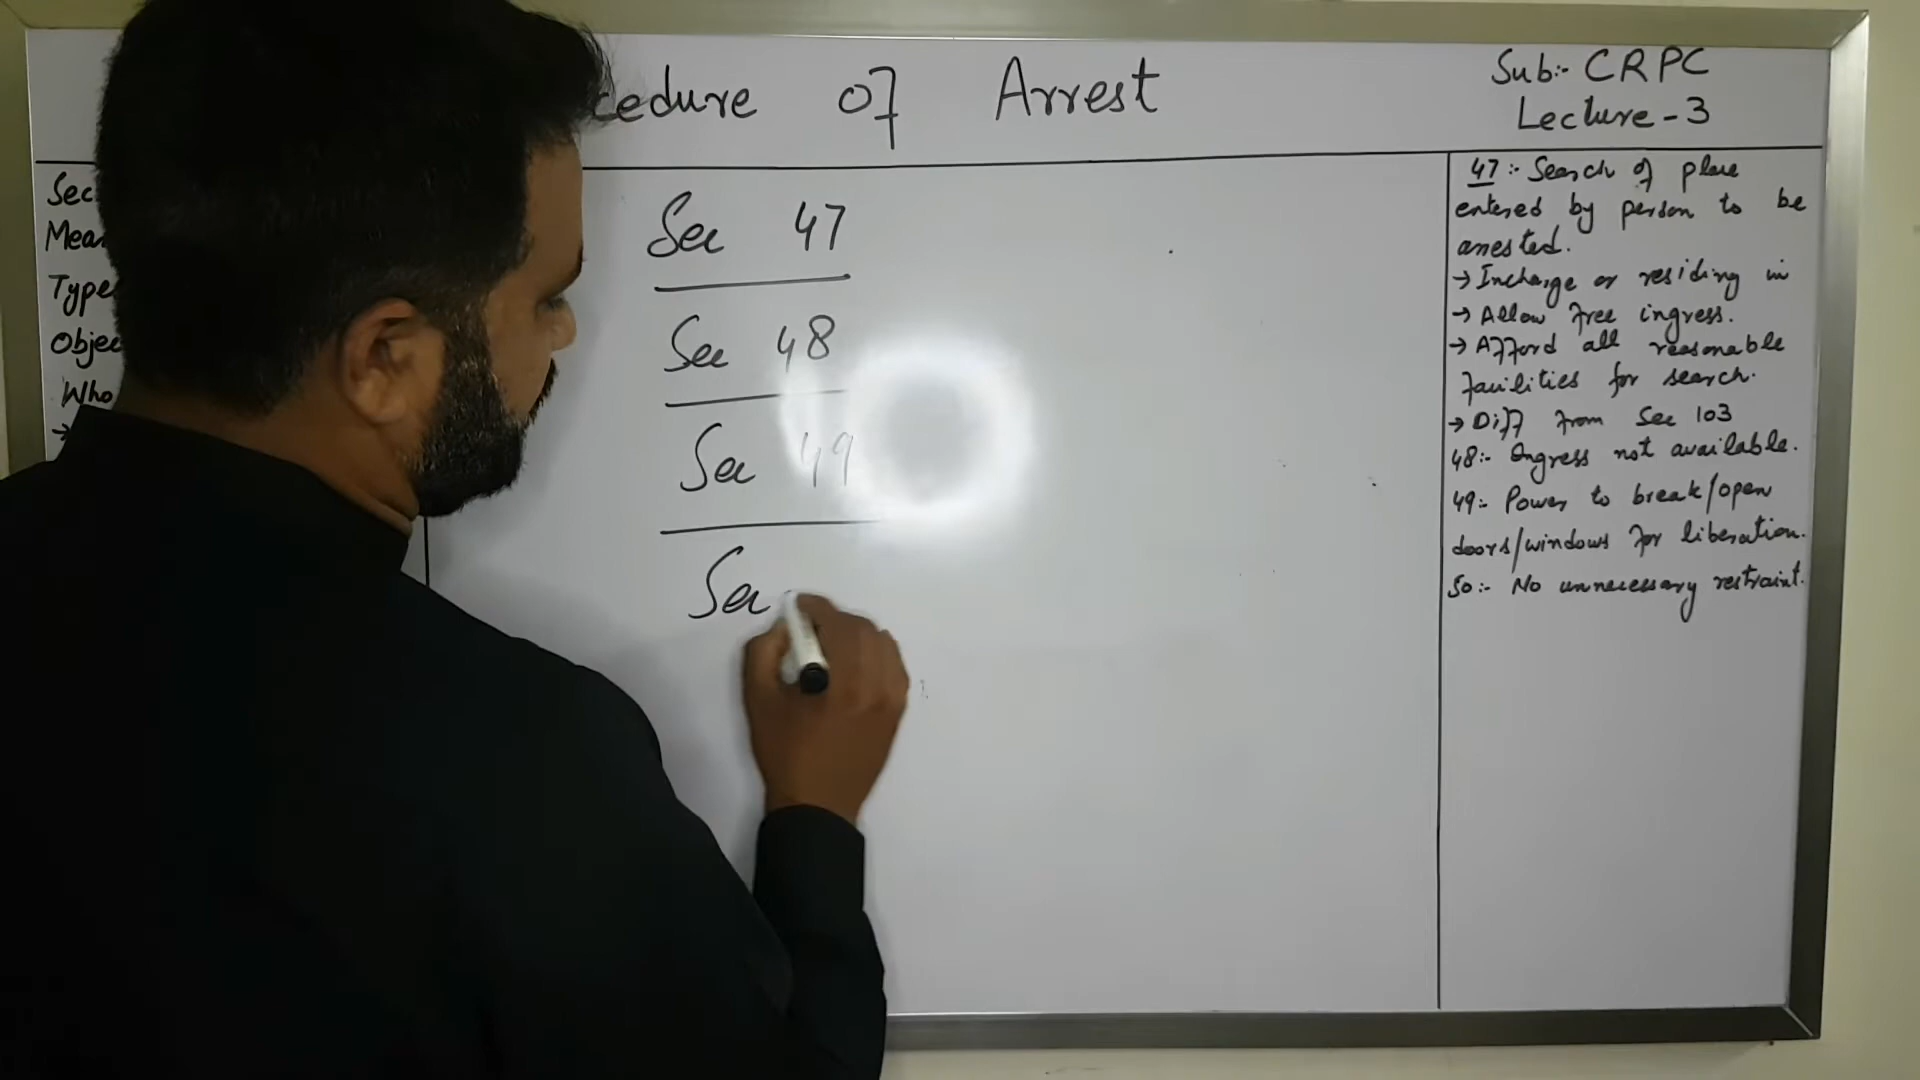 cedure of Arrest
Sub:- CRPC
Lecture-3
Sec
Mean
Type
Objec
Who
→
Sec 47
Sec 48
Sec 49
Sec
47:- Search of place
entered by person to be
arrested.
→ Incharge or residing in
→ Allow free ingress.
→ Afford all reasonable
facilities for search.
→ Diff from Sec 103
48:- Ingress not available.
49:- Power to break/open
doors/windows for liberation.
50:- No unnecessary restraint.